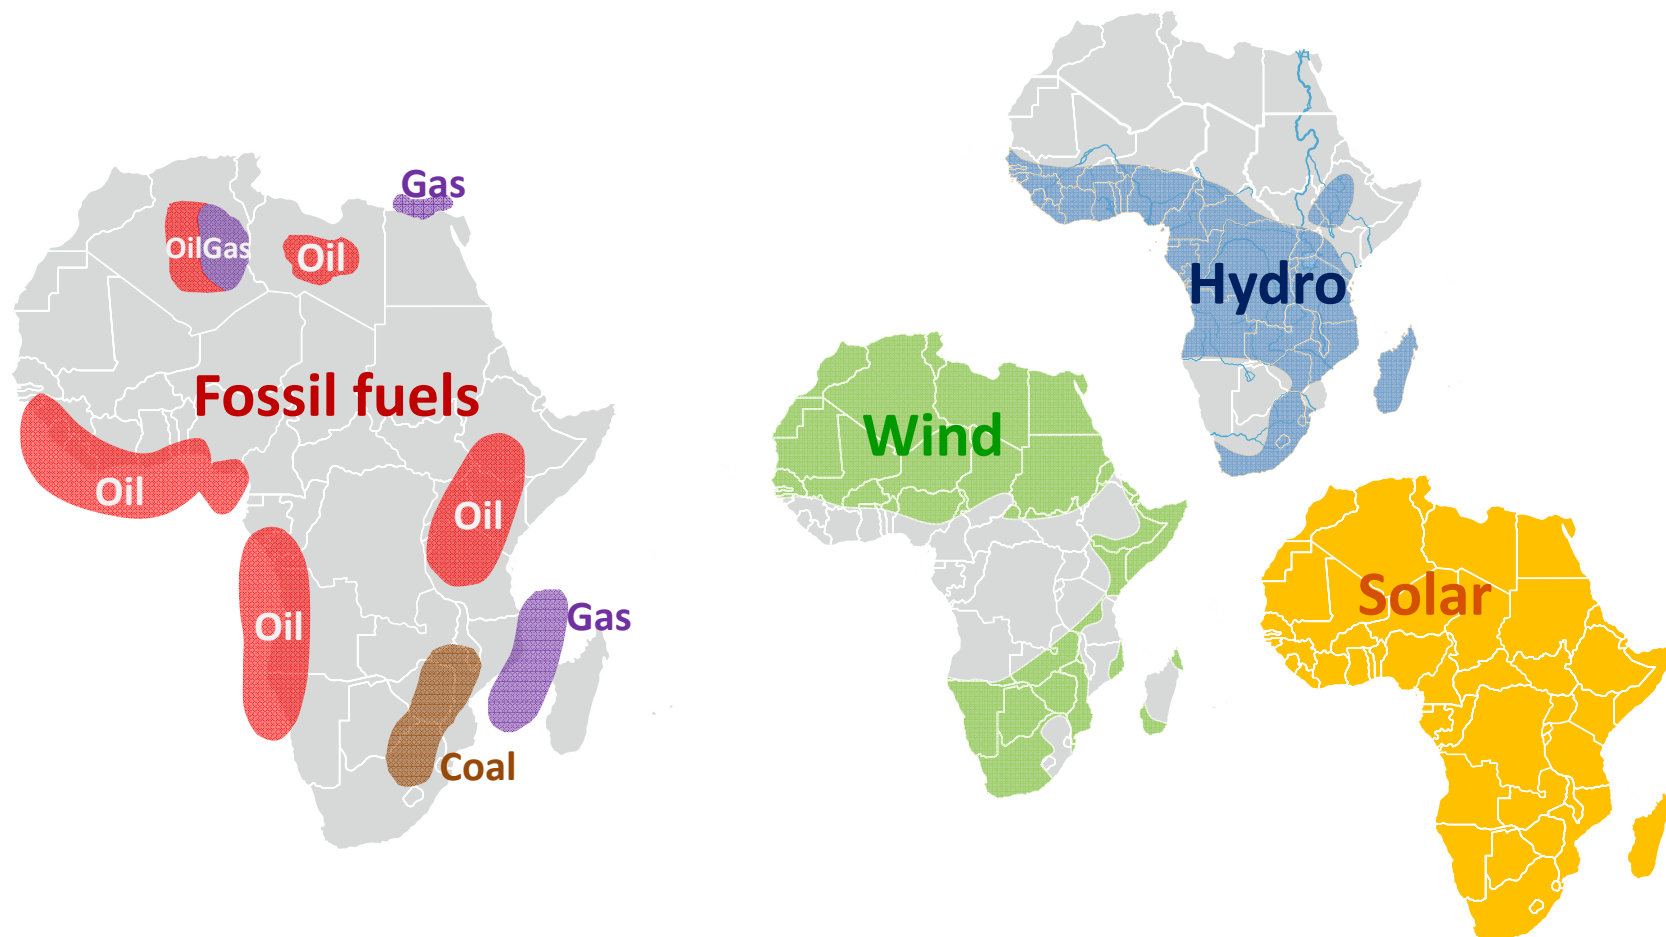 Gas
OilGas
Oil
Fossil fuels
Oil
Oil
Oil
Gas
Coal
Hydro
Wind
Solar